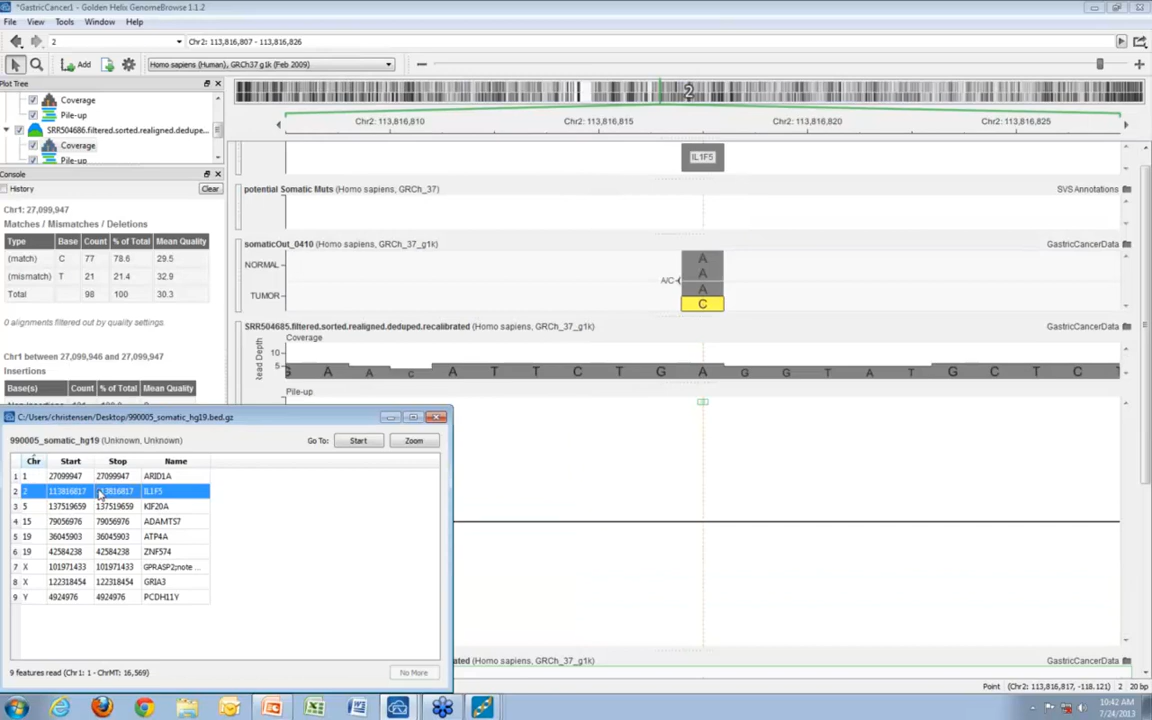 *GastricCancer1 - Golden Helix GenomeBrowse 1.1.2
File View Tools Window Help
2 Chr2: 113,816,807 - 113,816,826
Add Homo sapiens (Human), GRCh37 g1k (Feb 2009)
Plot Tree
Coverage
Pile-up
SRR504686.filtered.sorted.realigned.dedupe...
Coverage
Pile-up
Console
History Clear
Chr1: 27,099,947
Matches / Mismatches / Deletions
Type Base Count % of Total Mean Quality
(match) C 77 78.6 29.5
(mismatch) T 21 21.4 32.9
Total 98 100 30.3
0 alignments filtered out by quality settings.
Chr1 between 27,099,946 and 27,099,947
Insertions
Base(s) Count % of Total Mean Quality
2
Chr2: 113,816,810 Chr2: 113,816,815 Chr2: 113,816,820 Chr2: 113,816,825
IL1F5
potential Somatic Muts (Homo sapiens, GRCh_37) SVS Annotations
somaticOut_0410 (Homo sapiens, GRCh_37_g1k) GastricCancerData
NORMAL
A
A
A/C
TUMOR
A
C
SRR504685.filtered.sorted.realigned.deduped.recalibrated (Homo sapiens, GRCh_37_g1k) GastricCancerData
Coverage
Read Depth
10
5
G A A C A T T C T G A G G T A T G C T C T
Pile-up
C:/Users/christensen/Desktop/990005_somatic_hg19.bed.gz
990005_somatic_hg19 (Unknown, Unknown) Go To: Start Zoom
Chr Start Stop Name
1 1 27099947 27099947 ARID1A
2 2 113816817 113816817 IL1F5
3 5 137519659 137519659 KIF20A
4 15 79056976 79056976 ADAMTS7
5 19 36045903 36045903 ATP4A
6 19 42584238 42584238 ZNF574
7 X 101971433 101971433 GPRASP2;note ...
8 X 122318454 122318454 GRIA3
9 Y 4924976 4924976 PCDH11Y
9 features read (Chr1: 1 - ChrMT: 16,569) No More
(Homo sapiens, GRCh_37_g1k) GastricCancerData
Point (Chr2: 113,816,817, -118.121) 2 20 bp
10:42 AM
7/24/2013